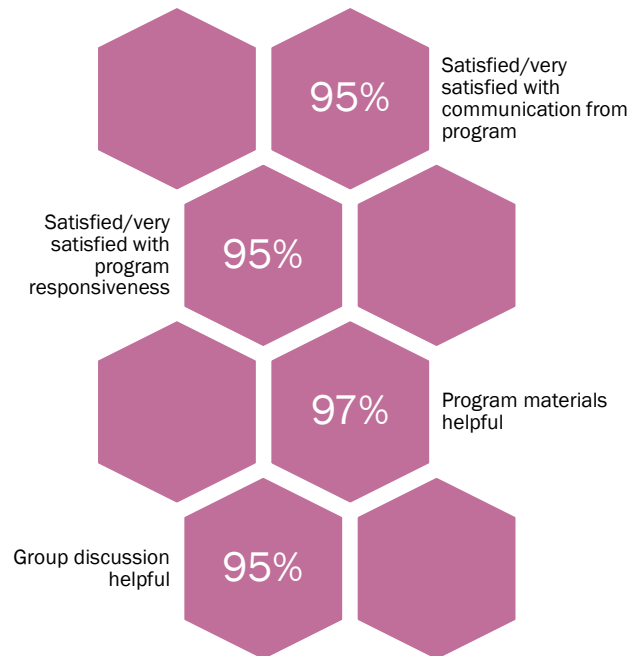 95%
Satisfied/very
satisfied with
communication from
program
Satisfied/very
satisfied with
program
responsiveness
95%
97%
Program materials
helpful
Group discussion
helpful
95%